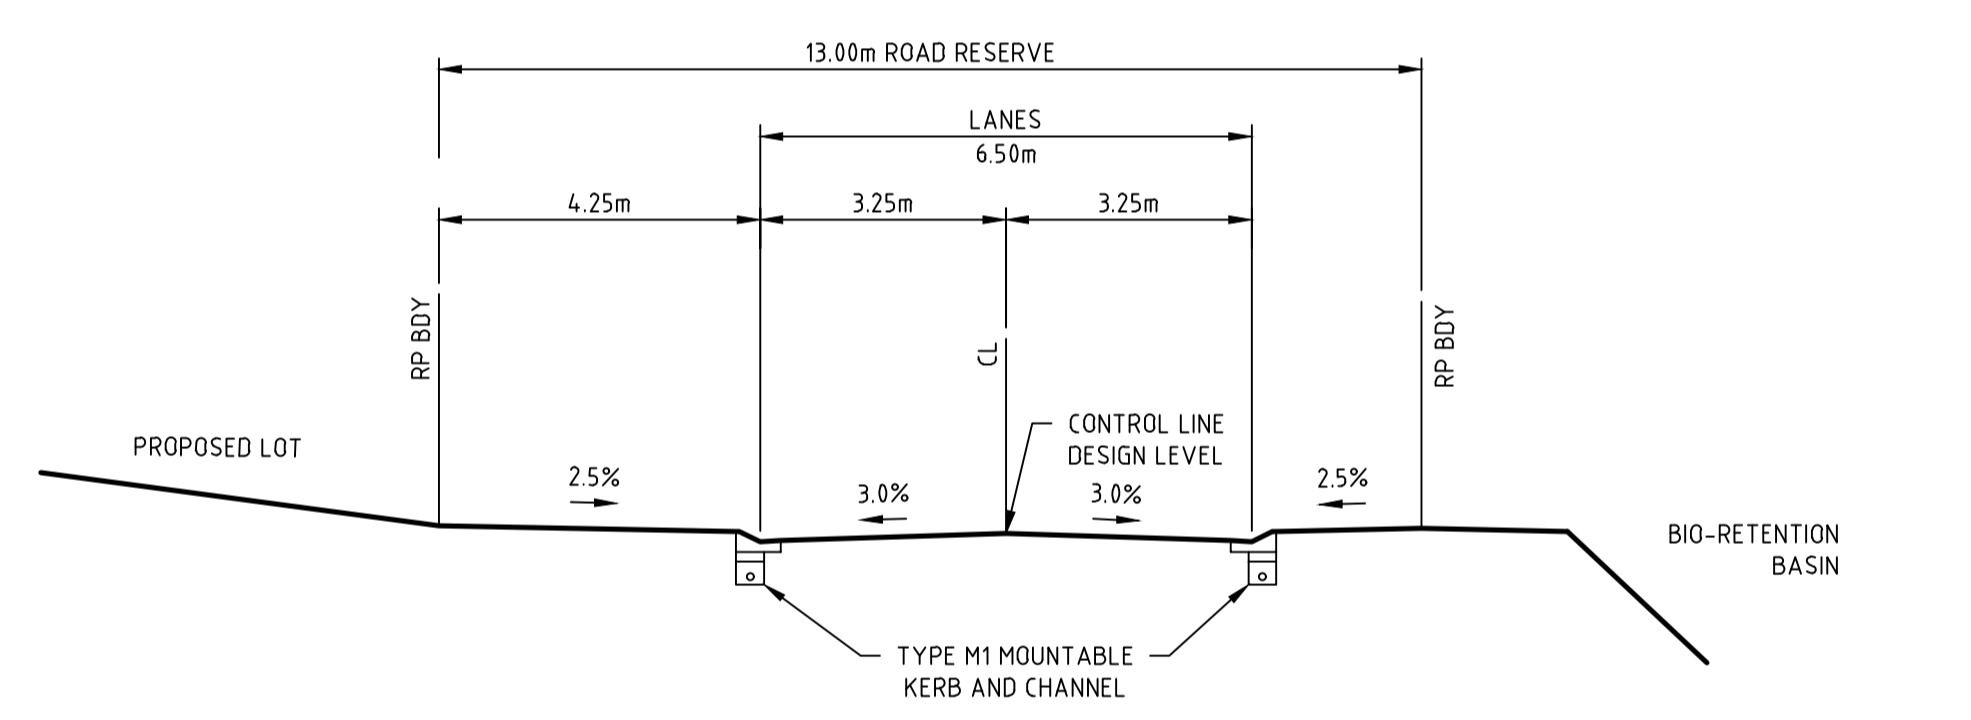 13.00m ROAD RESERVE
LANES
6.50m
4.25m
3.25m
3.25m
RP BDY
CL
RP BDY
CONTROL LINE
DESIGN LEVEL
PROPOSED LOT
2.5%
3.0%
3.0%
2.5%
BIO-RETENTION
BASIN
TYPE M1 MOUNTABLE
KERB AND CHANNEL